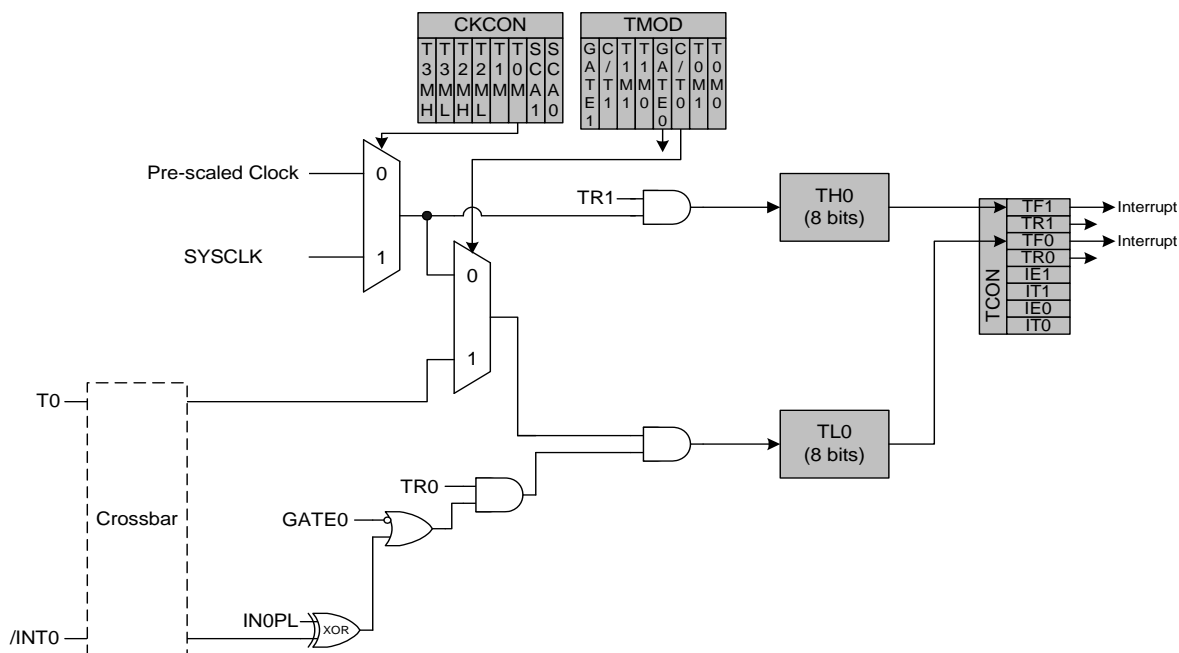 CKCON
TMOD
T3MH
T3ML
T2MH
T2ML
T1M
T0M
SCA1
SCA0
GATE1
C/T1
T1M1
T1M0
GATE0
C/T0
T0M1
T0M0
Pre-scaled Clock
0
SYSCLK
1
TR1
TH0
(8 bits)
TCON
TF1
TR1
TF0
TR0
IE1
IT1
IE0
IT0
Interrupt
Interrupt
0
1
T0
Crossbar
TL0
(8 bits)
TR0
GATE0
IN0PL
XOR
/INT0